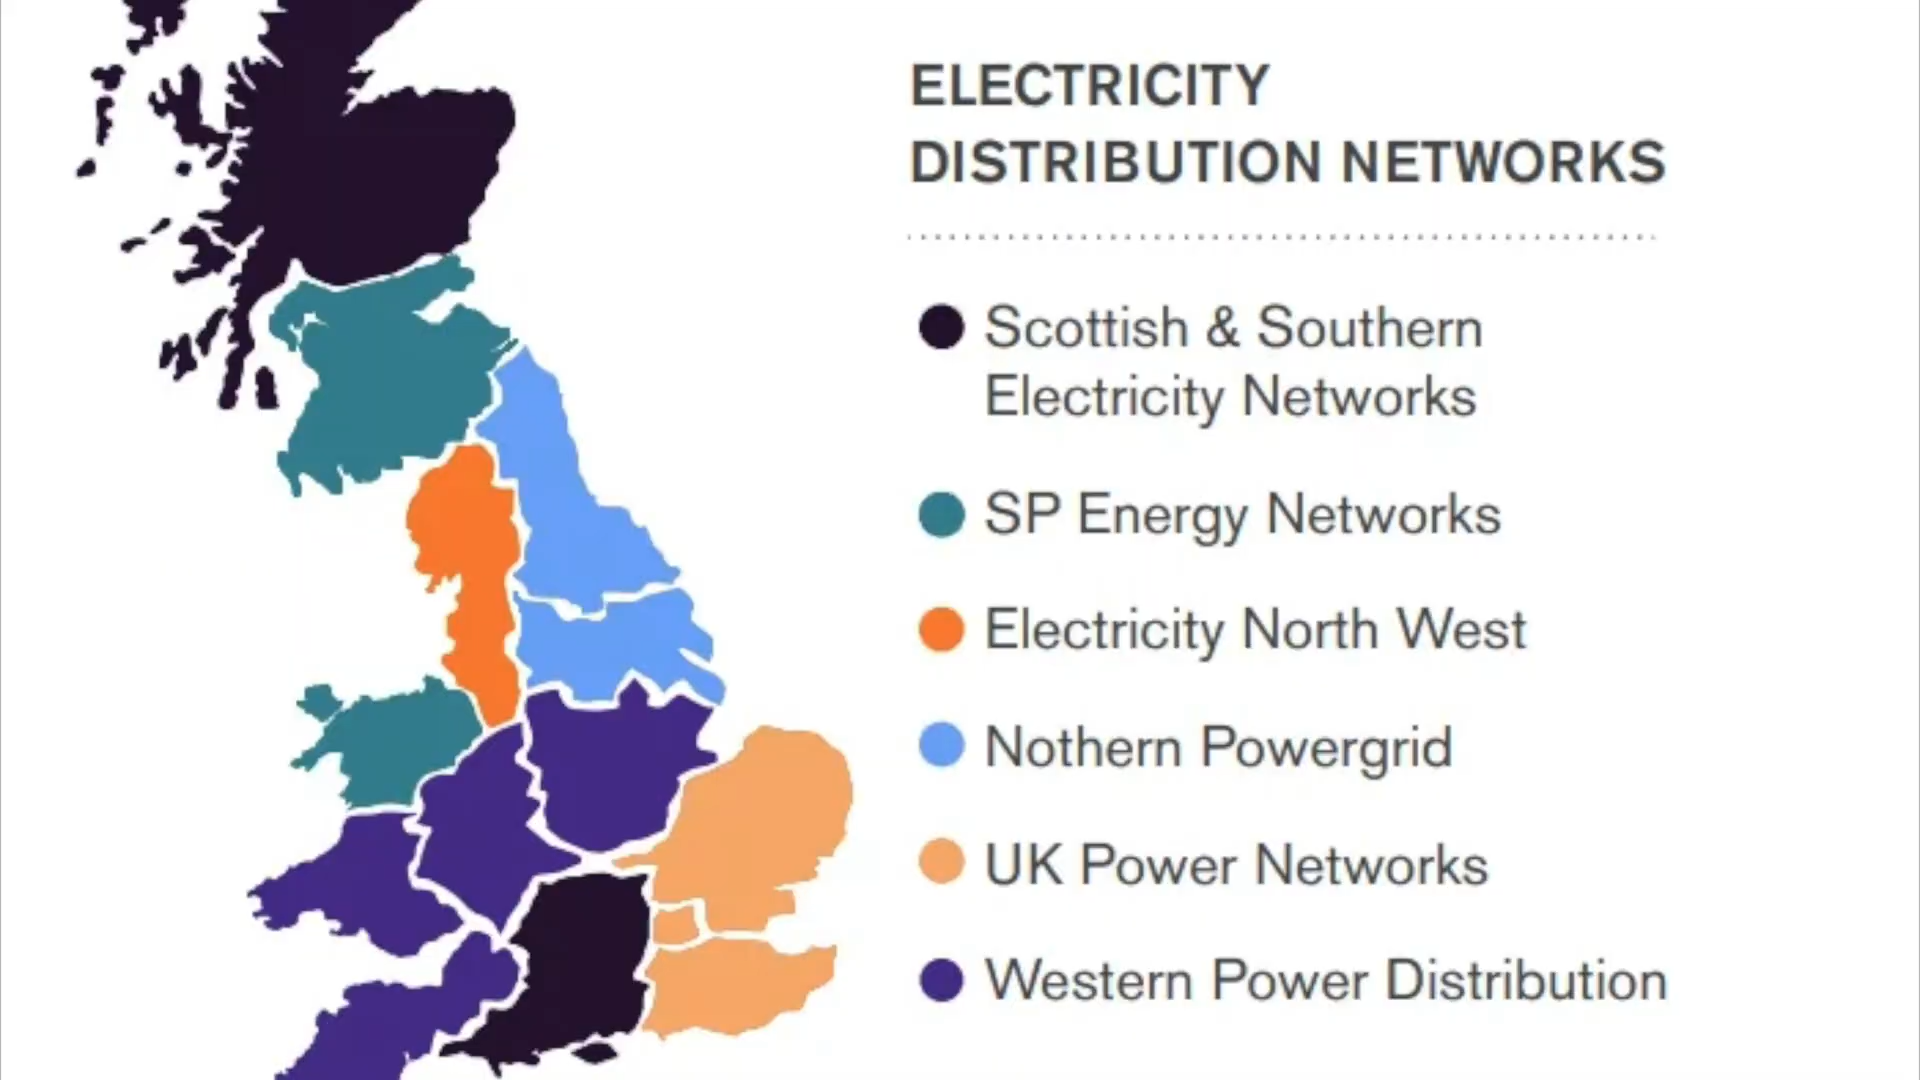 ELECTRICITY
DISTRIBUTION NETWORKS
Scottish & Southern
Electricity Networks
SP Energy Networks
Electricity North West
Nothern Powergrid
UK Power Networks
Western Power Distribution